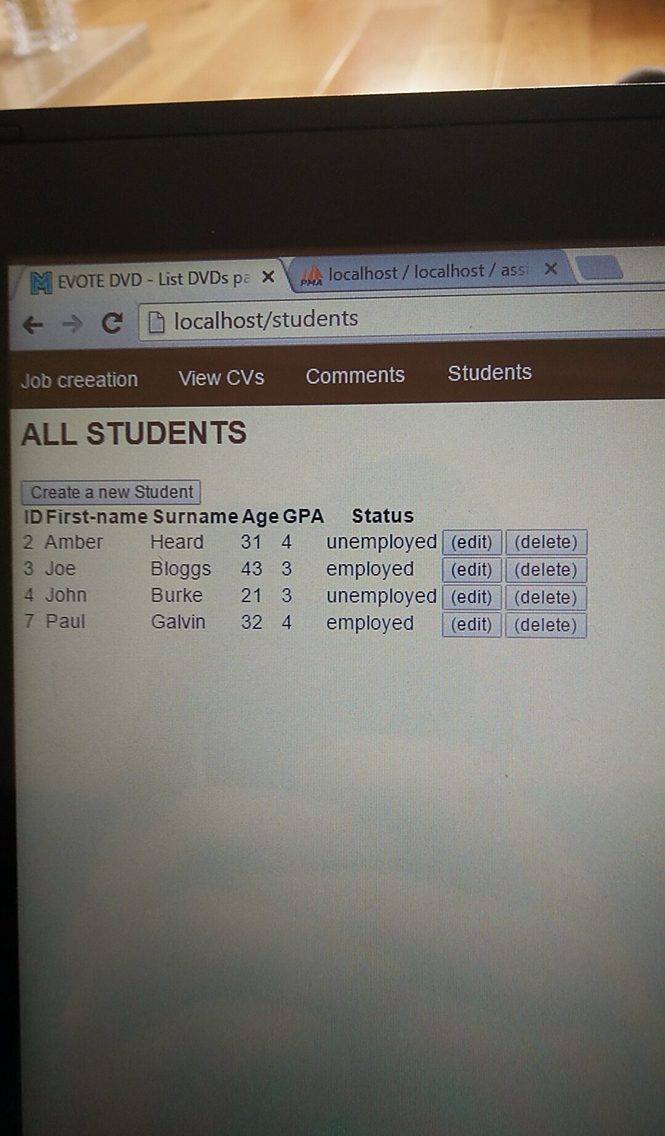 EVOTE DVD - List DVDs pa
PMA localhost / localhost / ass
localhost/students
Job creeation View CVs Comments Students
ALL STUDENTS
Create a new Student
ID First-name Surname Age GPA Status
2 Amber Heard 31 4 unemployed (edit) (delete)
3 Joe Bloggs 43 3 employed (edit) (delete)
4 John Burke 21 3 unemployed (edit) (delete)
7 Paul Galvin 32 4 employed (edit) (delete)